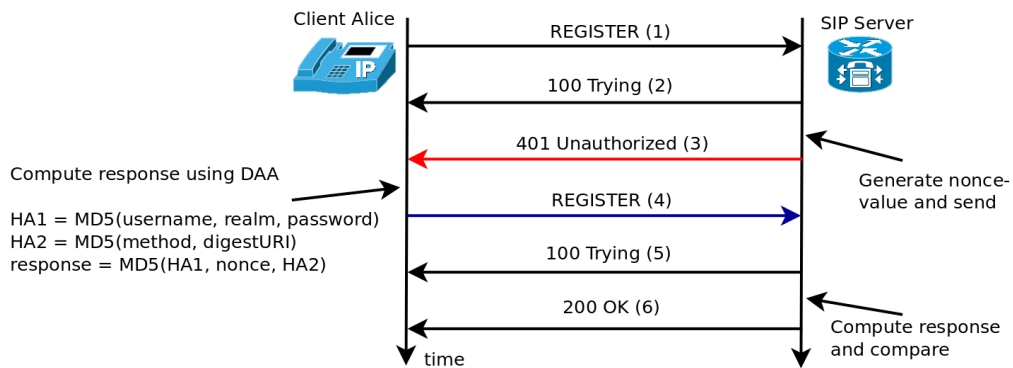 Client Alice
SIP Server
IP
REGISTER (1)
100 Trying (2)
401 Unauthorized (3)
Generate nonce-
value and send
Compute response using DAA
HA1 = MD5(username, realm, password)
HA2 = MD5(method, digestURI)
response = MD5(HA1, nonce, HA2)
REGISTER (4)
100 Trying (5)
200 OK (6)
Compute response
and compare
time